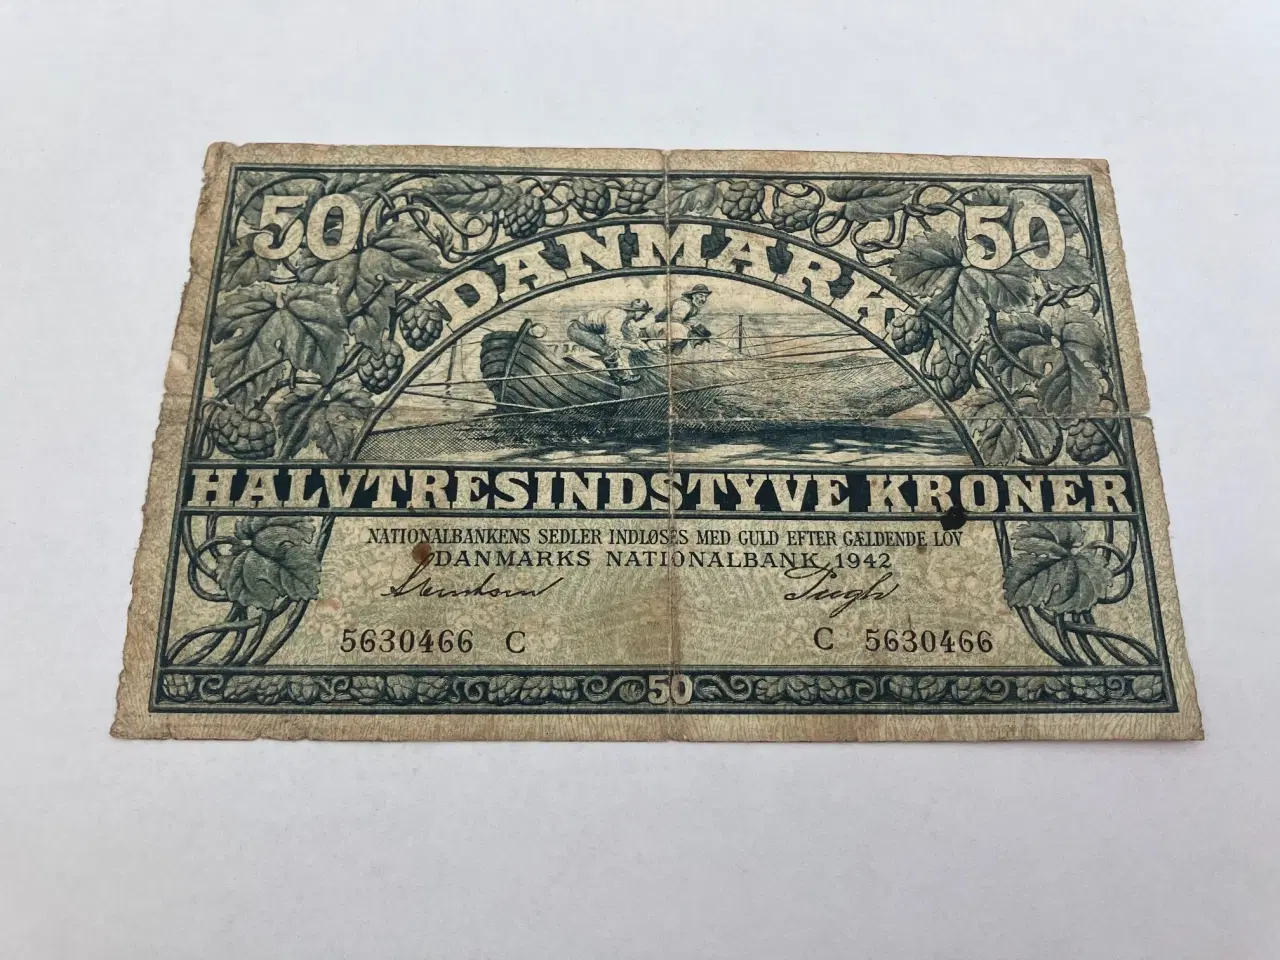 50 50
DANMARK
HALVTRESINDSTYVE KRONER
NATIONALBANKENS SEDLER INDLØSES MED GULD EFTER GÆLDENDE LOV
DANMARKS NATIONALBANK 1942
Svendsen
5630466 C C 5630466
50